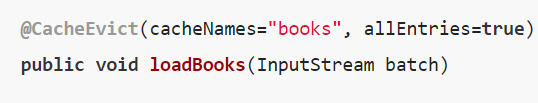 @CacheEvict(cacheNames="books", allEntries=true)
public void loadBooks(InputStream batch)